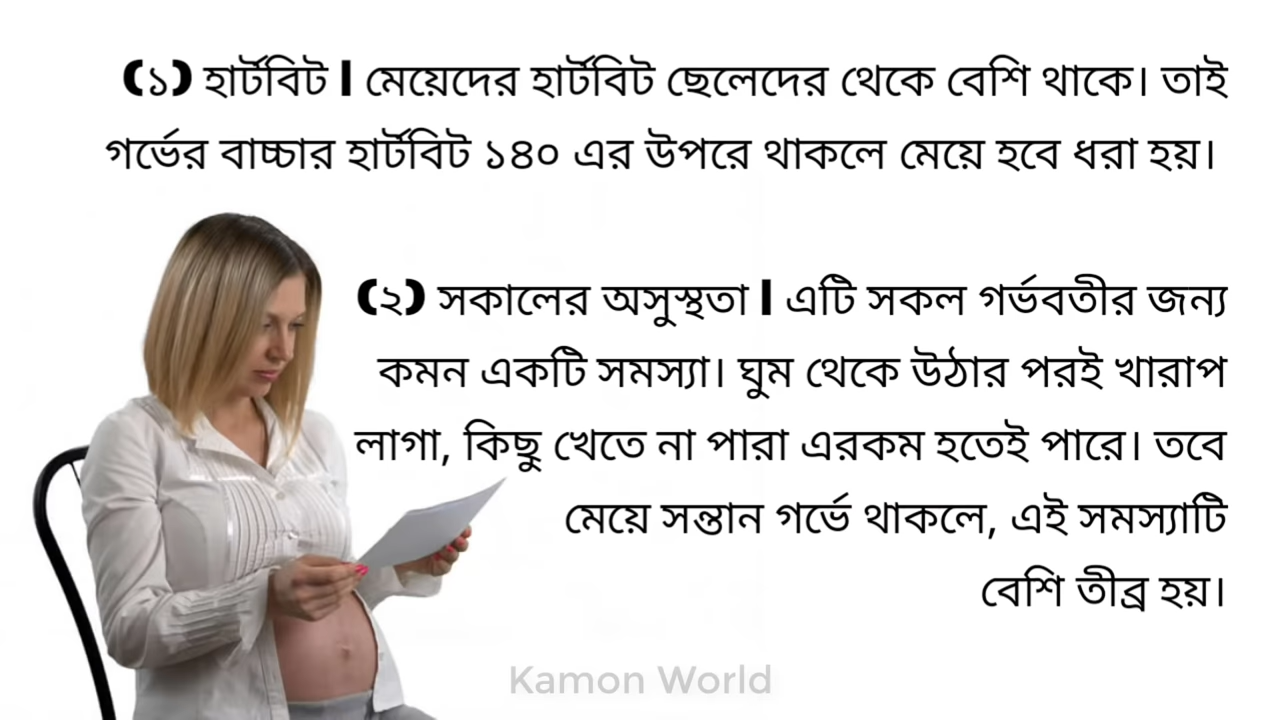 (১) হার্টবিট | মেয়েদের হার্টবিট ছেলেদের থেকে বেশি থাকে। তাই
গর্ভের বাচ্চার হার্টবিট ১৪০ এর উপরে থাকলে মেয়ে হবে ধরা হয়।
(২) সকালের অসুস্থতা | এটি সকল গর্ভবতীর জন্য
কমন একটি সমস্যা। ঘুম থেকে উঠার পরই খারাপ
লাগা, কিছু খেতে না পারা এরকম হতেই পারে। তবে
মেয়ে সন্তান গর্ভে থাকলে, এই সমস্যাটি
বেশি তীব্র হয়।
Kamon World